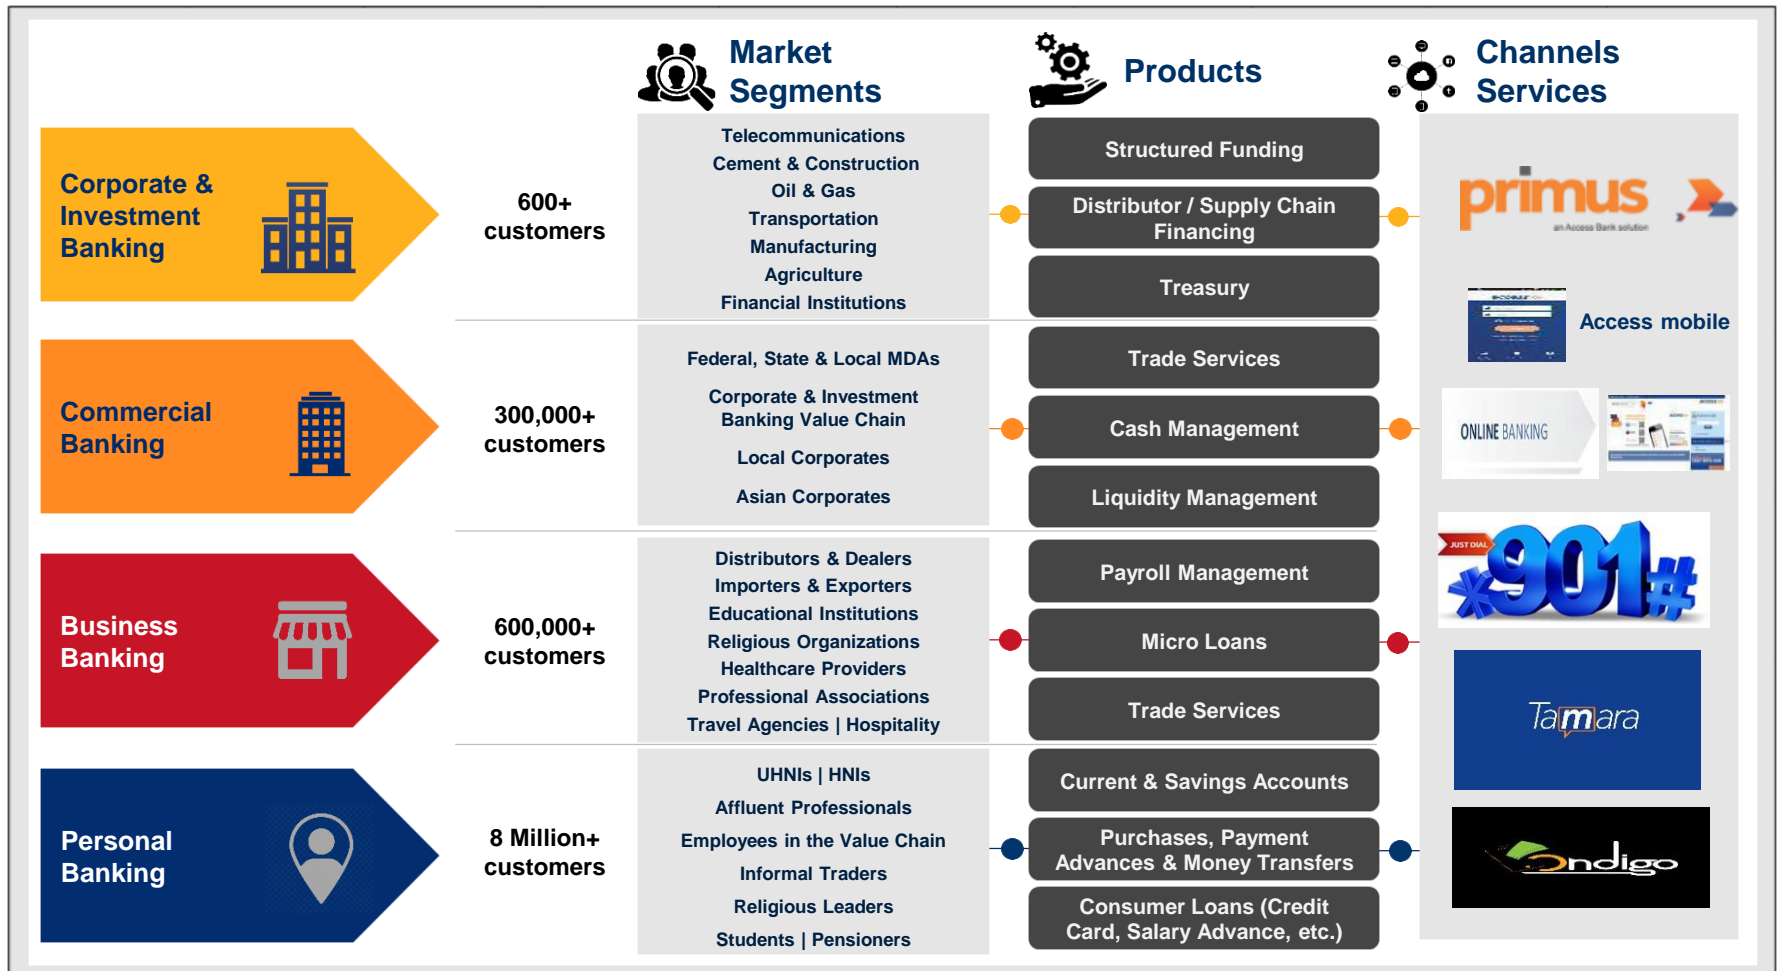 Market
Segments
Products
Channels
Services
Corporate &
Investment
Banking
600+
customers
Telecommunications
Cement & Construction
Oil & Gas
Transportation
Manufacturing
Agriculture
Financial Institutions
Structured Funding
Distributor / Supply Chain
Financing
Treasury
primus
an Access Bank solution
Access mobile
Commercial
Banking
300,000+
customers
Federal, State & Local MDAs
Corporate & Investment
Banking Value Chain
Local Corporates
Asian Corporates
Trade Services
Cash Management
Liquidity Management
ONLINE BANKING
Business
Banking
600,000+
customers
Distributors & Dealers
Importers & Exporters
Educational Institutions
Religious Organizations
Healthcare Providers
Professional Associations
Travel Agencies | Hospitality
Payroll Management
Micro Loans
Trade Services
JUST DIAL
*901#
Tamara
Personal
Banking
8 Million+
customers
UHNIs | HNIs
Affluent Professionals
Employees in the Value Chain
Informal Traders
Religious Leaders
Students | Pensioners
Current & Savings Accounts
Purchases, Payment
Advances & Money Transfers
Consumer Loans (Credit
Card, Salary Advance, etc.)